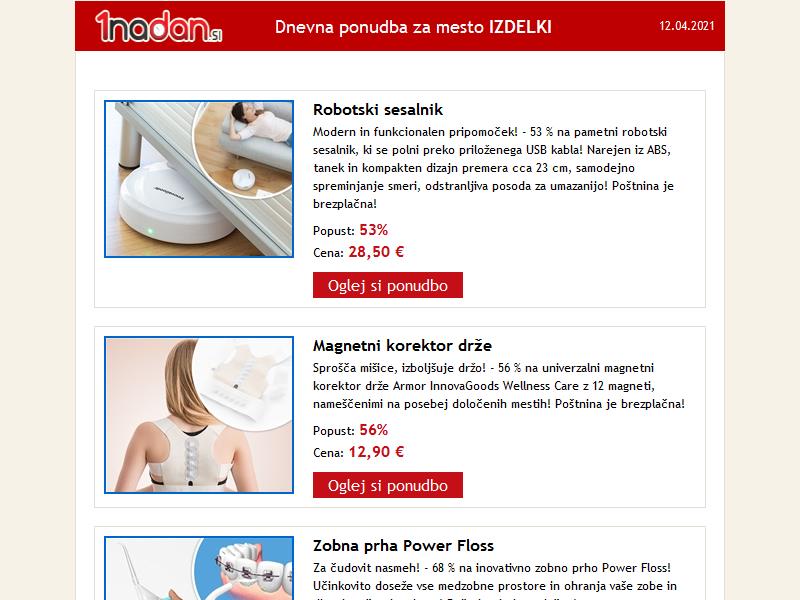 1nadan.si
Dnevna ponudba za mesto IZDELKI
12.04.2021
Robotski sesalnik
Modern in funkcionalen pripomoček! - 53 % na pametni robotski
sesalnik, ki se polni preko priloženega USB kabla! Narejen iz ABS,
tanek in kompakten dizajn premera cca 23 cm, samodejno
spreminjanje smeri, odstranljiva posoda za umazanijo! Poštnina je
brezplačna!
Popust: 53%
Cena: 28,50 €
Oglej si ponudbo
Magnetni korektor drže
Sprošča mišice, izboljšuje držo! - 56 % na univerzalni magnetni
korektor drže Armor InnovaGoods Wellness Care z 12 magneti,
nameščenimi na posebej določenih mestih! Poštnina je brezplačna!
Popust: 56%
Cena: 12,90 €
Oglej si ponudbo
Zobna prha Power Floss
Za čudovit nasmeh! - 68 % na inovativno zobno prho Power Floss!
Učinkovito doseže vse medzobne prostore in ohranja vaše zobe in